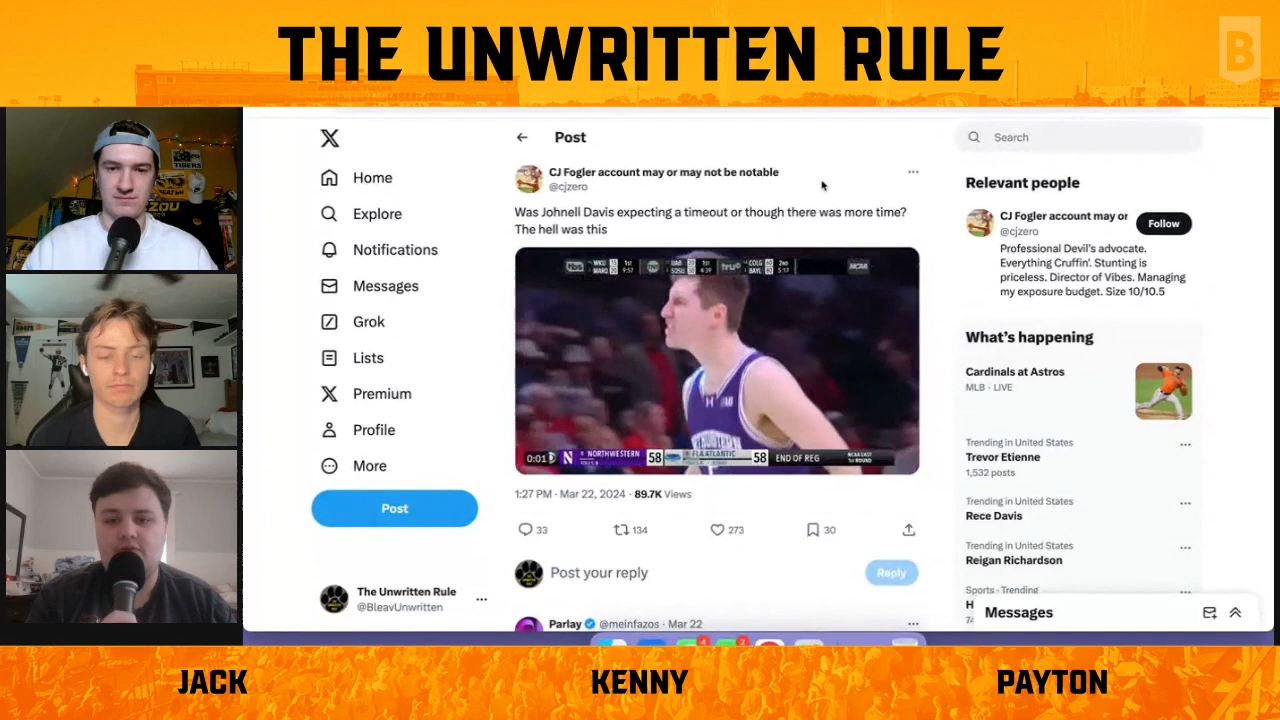 THE UNWRITTEN RULE
B
TIGERS
ZOU
Home
Explore
Notifications
Messages
Grok
Lists
Premium
Profile
More
Post
The Unwritten Rule
@BleavUnwritten
Post
CJ Fogler account may or may not be notable
@cjzero
Was Johnell Davis expecting a timeout or though there was more time?
The hell was this
NCAA
0:01 N NORTHWESTERN 58 FLA ATLANTIC 58 END OF REG
1:27 PM · Mar 22, 2024 · 89.7K Views
33 134 273 30
Post your reply
Reply
Parlay @meinfazos · Mar 22
Search
Relevant people
CJ Fogler account may or
@cjzero
Follow
Professional Devil's advocate.
Everything Cruffin'. Stunting is
priceless. Director of Vibes. Managing
my exposure budget. Size 10/10.5
What's happening
Cardinals at Astros
MLB · LIVE
Trending in United States
Trevor Etienne
1,532 posts
Trending in United States
Rece Davis
Trending in United States
Reigan Richardson
Sports · Trending
Messages
JACK
KENNY
PAYTON